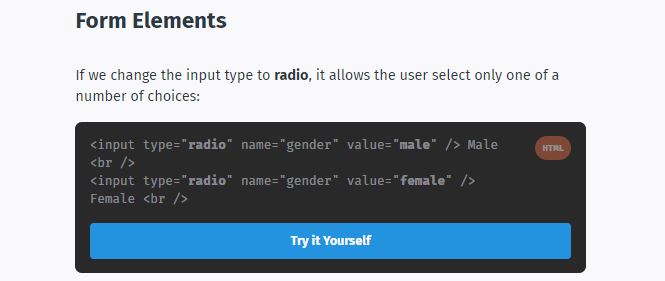 Form Elements
If we change the input type to radio, it allows the user select only one of a
number of choices:
<input type="radio" name="gender" value="male" /> Male
HTML
<br />
<input type="radio" name="gender" value="female" />
Female <br />
Try it Yourself